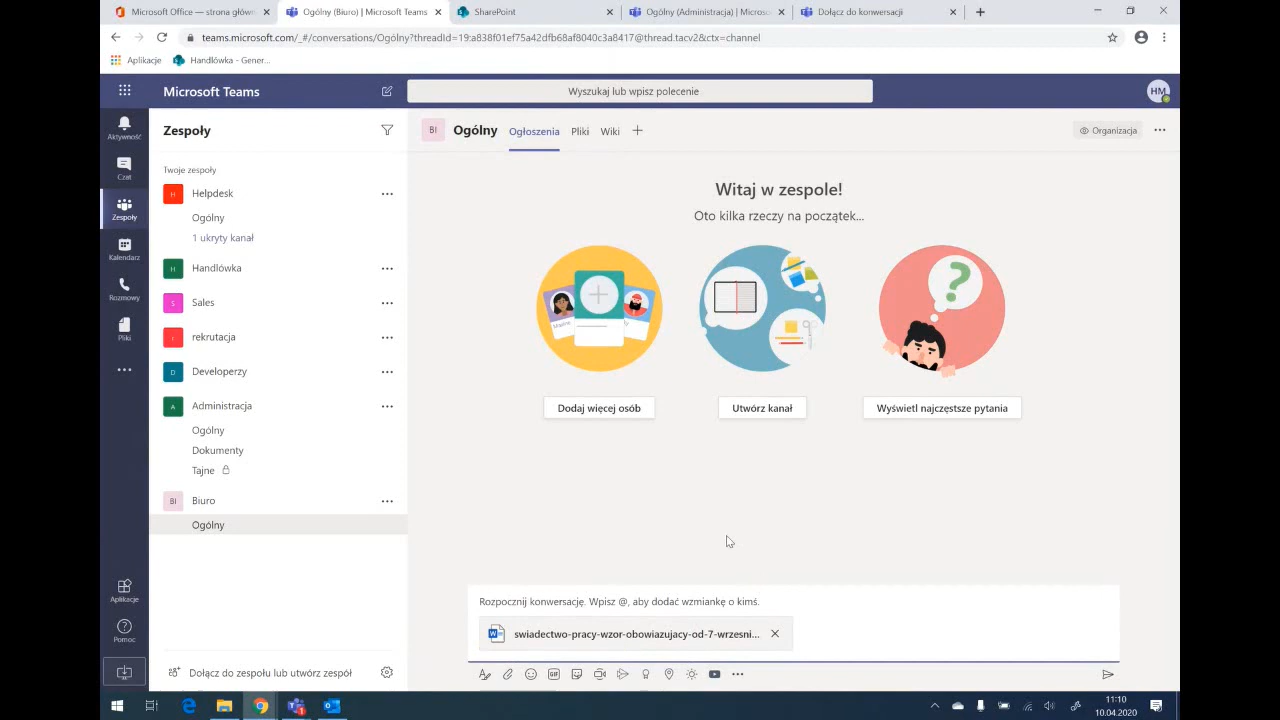 Microsoft Office — strona główn
Ogólny (Biuro) | Microsoft Teams
SharePoint
Ogólny (Administracja) | Microso
Dołącz do konwersacji
teams.microsoft.com/_#/conversations/Ogólny?threadId=19:a838f01ef75a42dfb68af8040c3a8417@thread.tacv2&ctx=channel
Aplikacje
Handlówka - Gener...
Microsoft Teams
Wyszukaj lub wpisz polecenie
HM
Aktywność
Czat
Zespoły
Kalendarz
Rozmowy
Pliki
Aplikacje
Pomoc
Zespoły
Twoje zespoły
H Helpdesk
Ogólny
1 ukryty kanał
H Handlówka
S Sales
r rekrutacja
D Developerzy
A Administracja
Ogólny
Dokumenty
Tajne
BI Biuro
Ogólny
Dołącz do zespołu lub utwórz zespół
BI Ogólny Ogłoszenia Pliki Wiki
Organizacja
Witaj w zespole!
Oto kilka rzeczy na początek...
Dodaj więcej osób
Utwórz kanał
Wyświetl najczęstsze pytania
Rozpocznij konwersację. Wpisz @, aby dodać wzmiankę o kimś.
swiadectwo-pracy-wzor-obowiazujacy-od-7-wrzesni...
GIF
11:10
10.04.2020